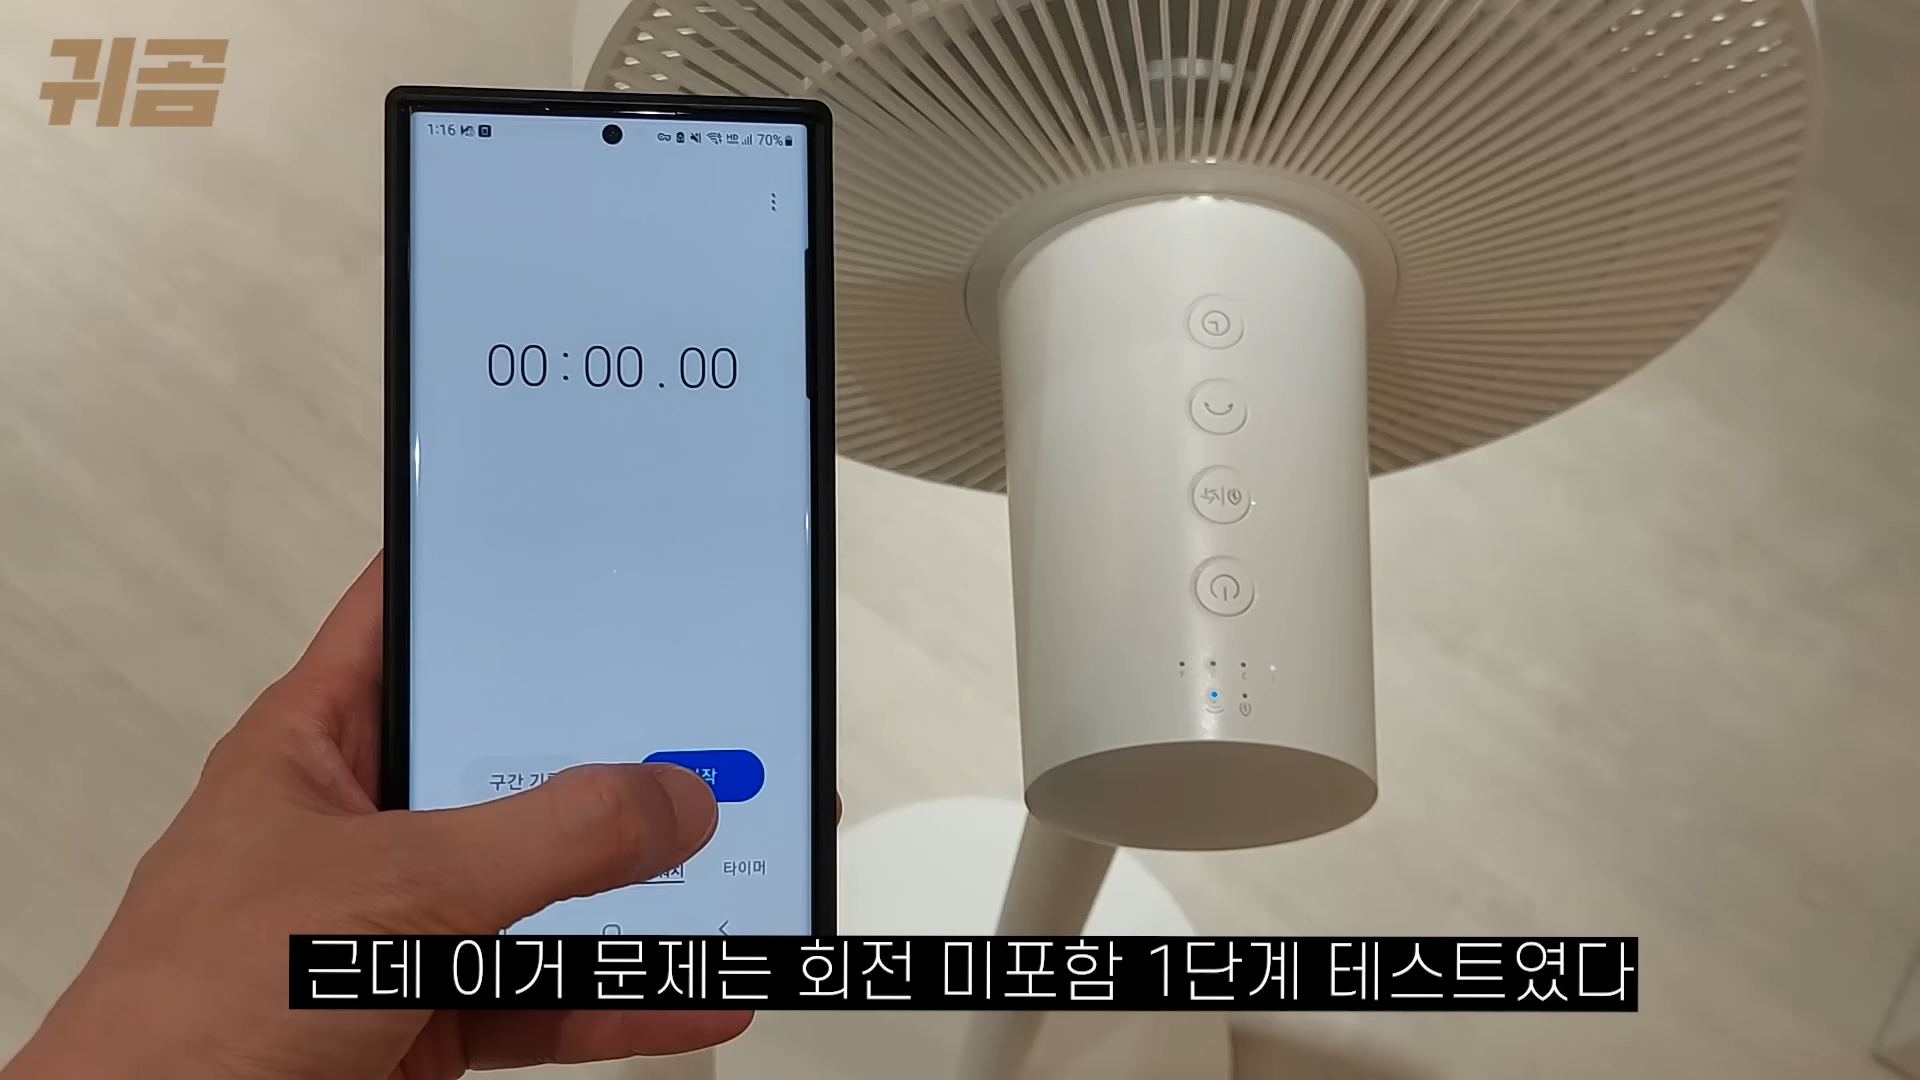 귀곰
1:16
HD
70%
00:00.00
구간
타이머
근데 이거 문제는 회전 미포함 1단계 테스트였다